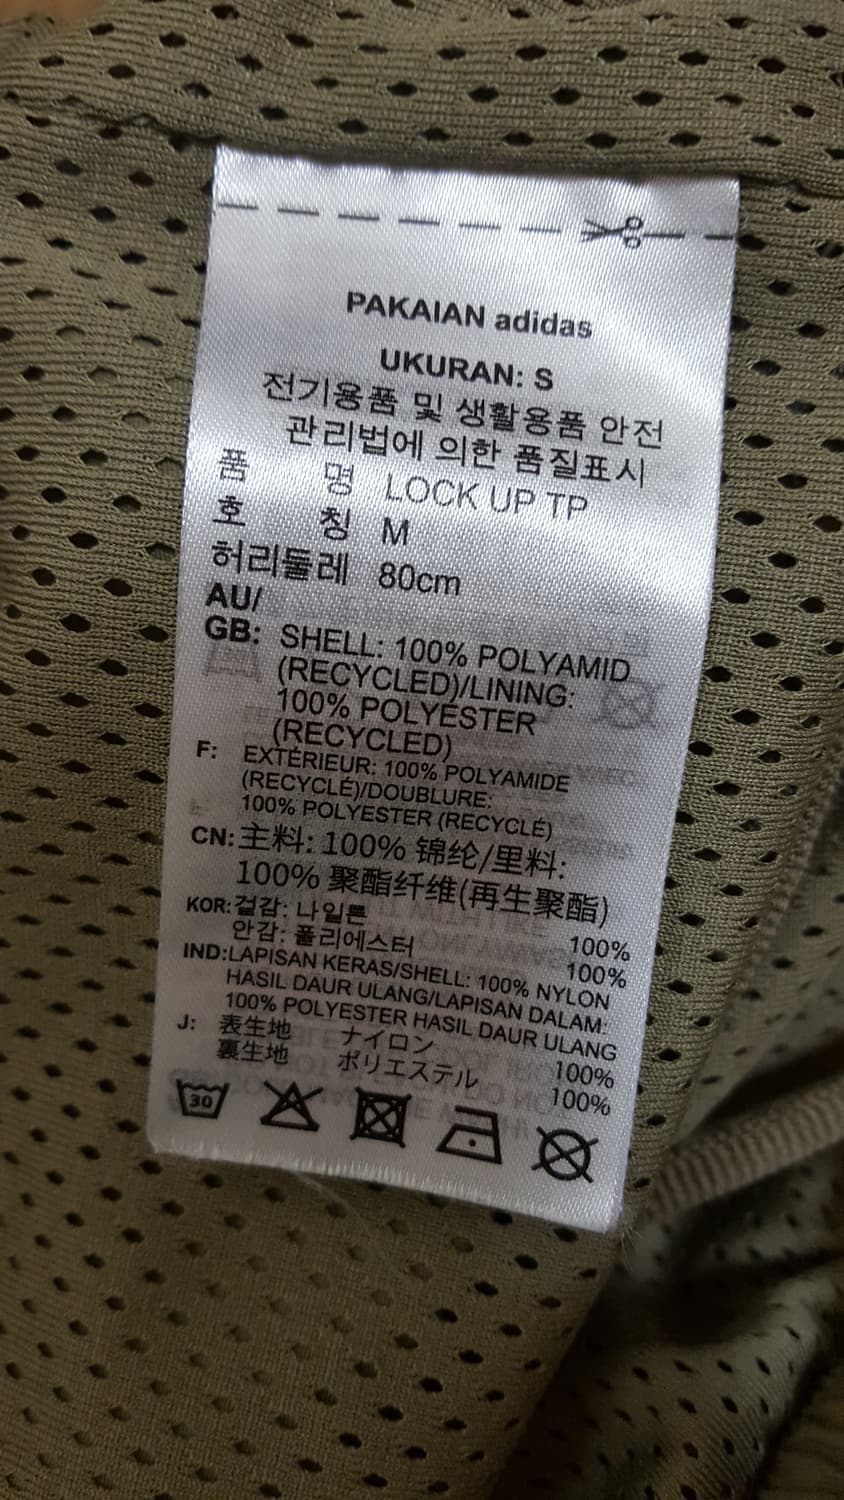 PAKAIAN adidas
UKURAN: S
전기용품 및 생활용품 안전
관리법에 의한 품질표시
품 명 LOCK UP TP
호 칭 M
허리둘레 80cm
AU/
GB: SHELL: 100% POLYAMID
(RECYCLED)/LINING:
100% POLYESTER
(RECYCLED)
F: EXTÉRIEUR: 100% POLYAMIDE
(RECYCLÉ)/DOUBLURE:
100% POLYESTER (RECYCLÉ)
CN: 主料: 100% 锦纶/里料:
100% 聚酯纤维(再生聚酯)
KOR: 겉감: 나일론 100%
안감: 폴리에스터 100%
IND: LAPISAN KERAS/SHELL: 100% NYLON
HASIL DAUR ULANG/LAPISAN DALAM:
100% POLYESTER HASIL DAUR ULANG
J: 表生地 ナイロン 100%
裏生地 ポリエステル 100%
30